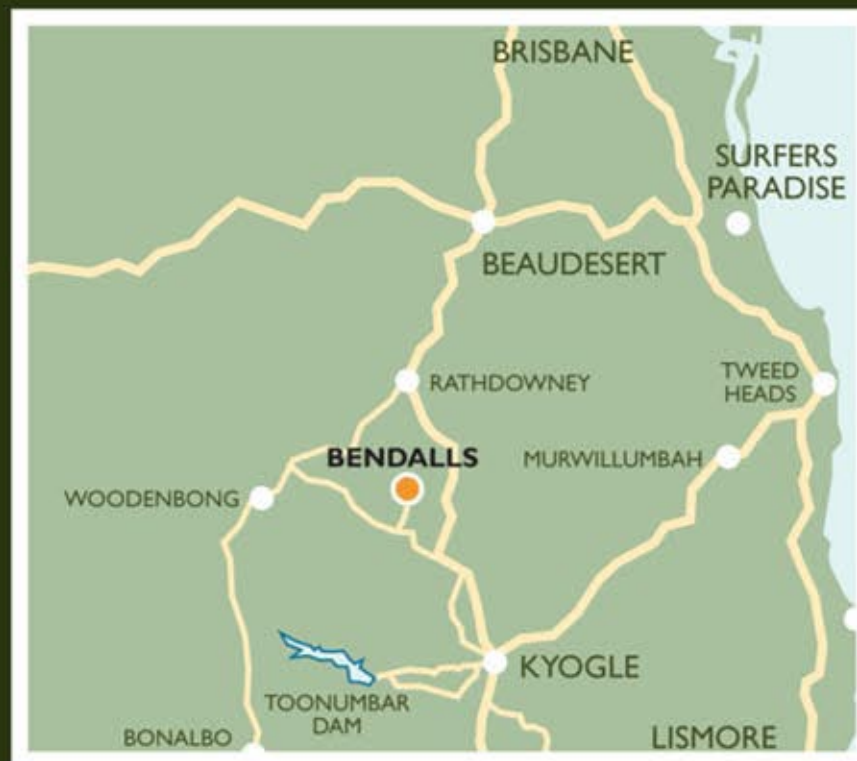 BRISBANE
SURFERS
PARADISE
BEAUDESERT
RATHDOWNEY
TWEED
HEADS
BENDALLS
MURWILLUMBAH
WOODENBONG
KYOGLE
TOONUMBAR
DAM
BONALBO
LISMORE